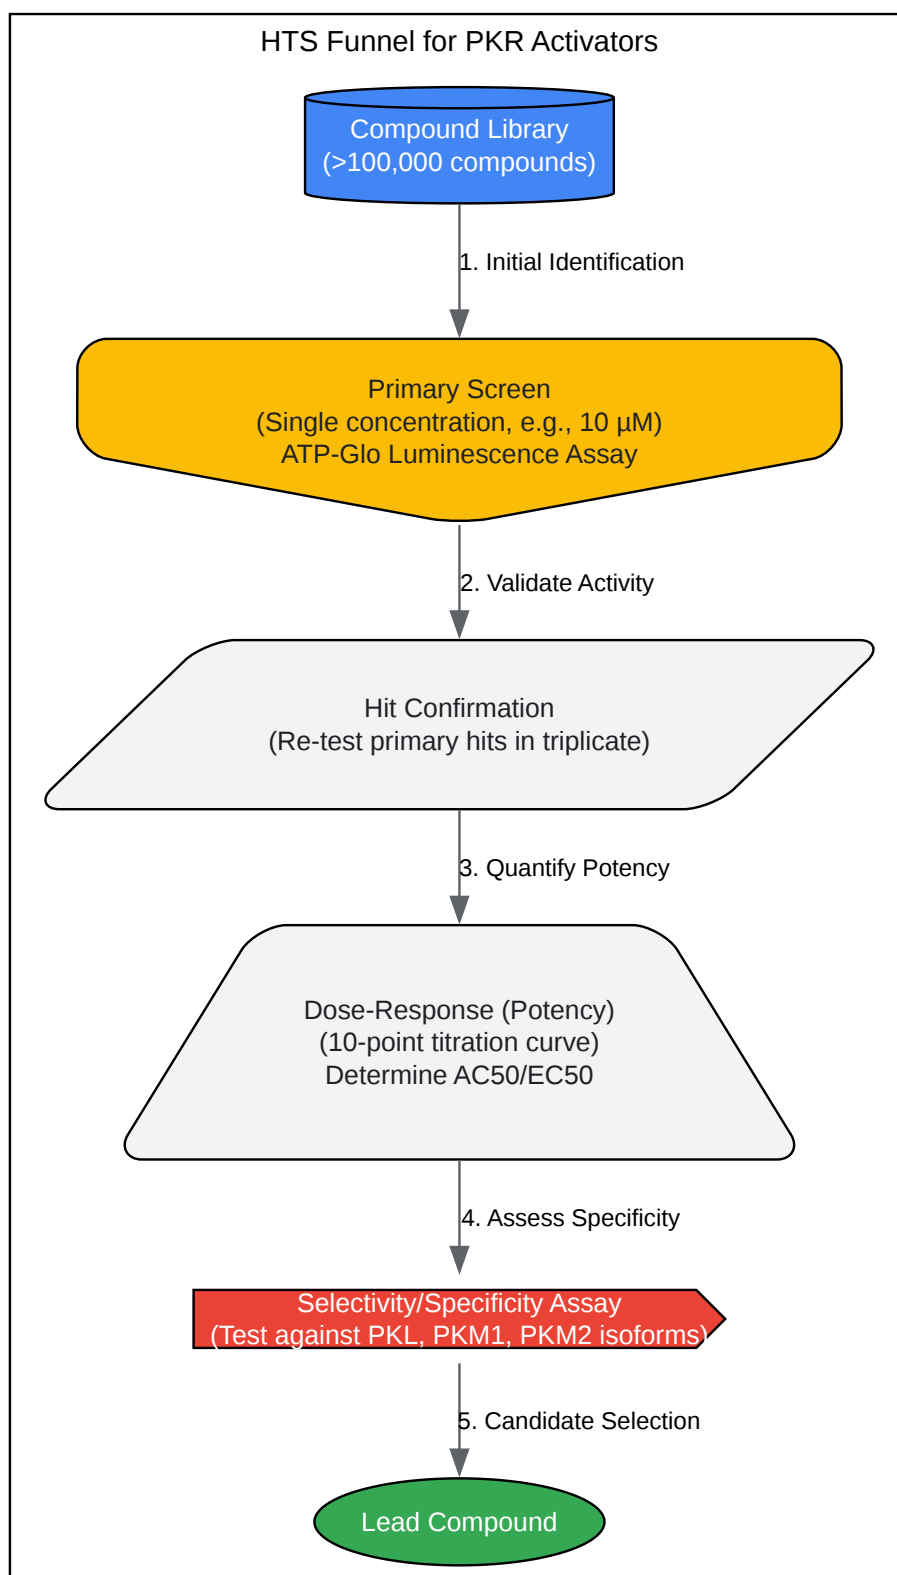 HTS Funnel for PKR Activators
Compound Library
(>100,000 compounds)
1. Initial Identification
Primary Screen
(Single concentration, e.g., 10 µM)
ATP-Glo Luminescence Assay
2. Validate Activity
Hit Confirmation
(Re-test primary hits in triplicate)
3. Quantify Potency
Dose-Response (Potency)
(10-point titration curve)
Determine AC50/EC50
4. Assess Specificity
Selectivity/Specificity Assay
(Test against PKL, PKM1, PKM2 isoforms)
5. Candidate Selection
Lead Compound